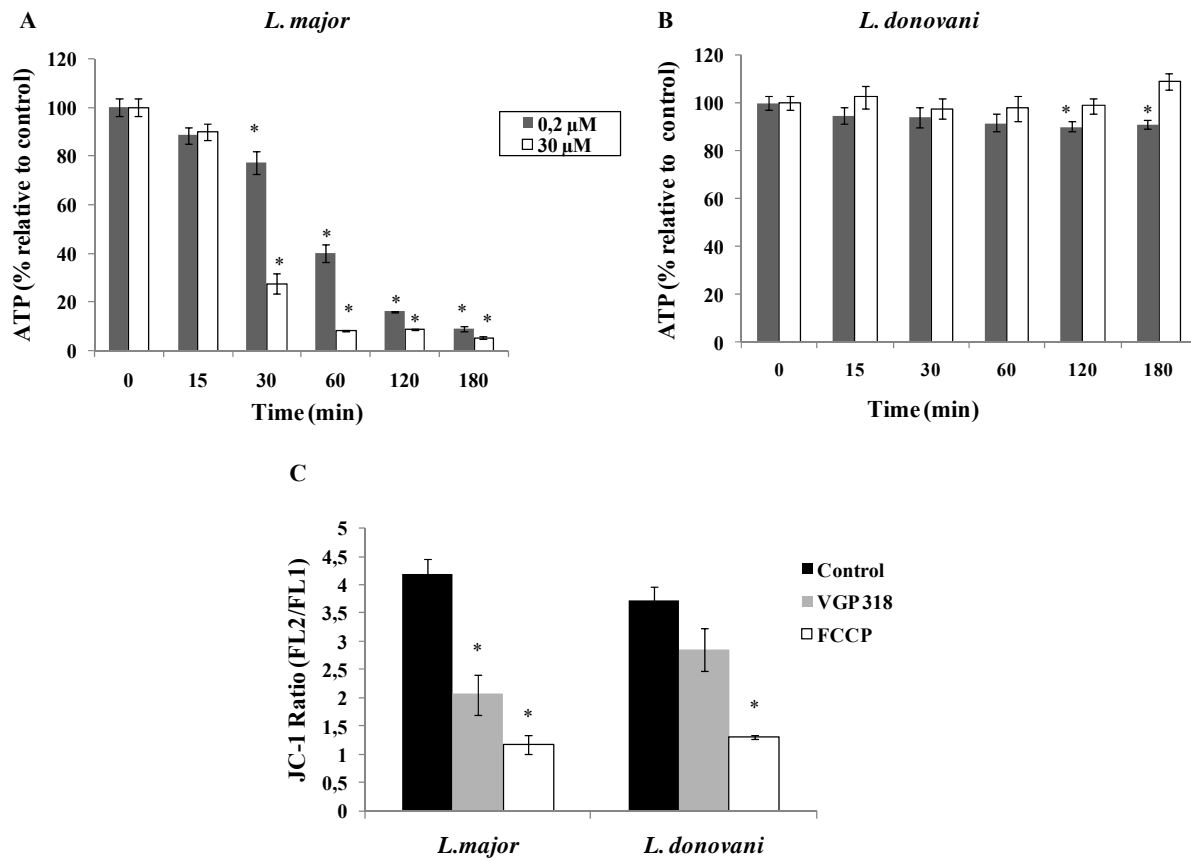 A
L. major
ATP (% relative to control)
120
100
80
60
40
20
0
*
*
*
*
*
*
*
*
0 15 30 60 120 180
Time (min)
0,2 µM
30 µM
B
L. donovani
ATP (% relative to control)
120
100
80
60
40
20
0
* *
0 15 30 60 120 180
Time (min)
C
JC-1 Ratio (FL2/FL1)
5
4,5
4
3,5
3
2,5
2
1,5
1
0,5
0
*
*
*
Control
VGP 318
FCCP
L.major L. donovani